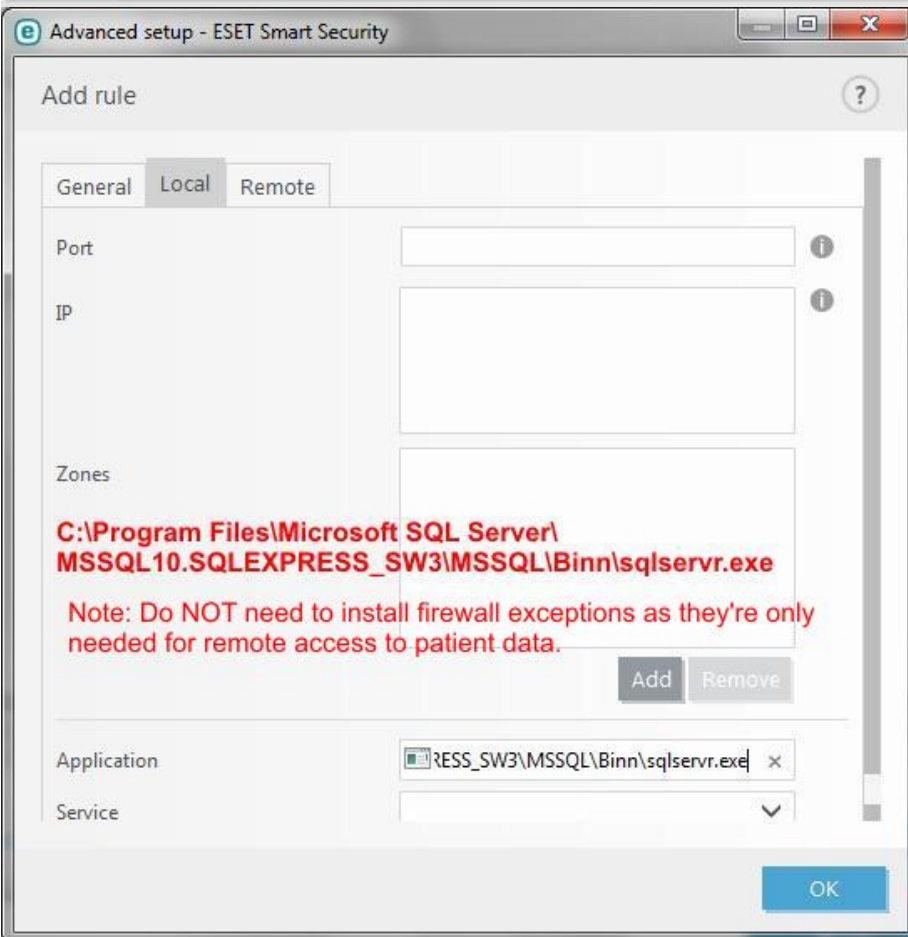 Advanced setup - ESET Smart Security
Add rule
?
General Local Remote
Port
IP
Zones
C:\Program Files\Microsoft SQL Server\
MSSQL10.SQLEXPRESS_SW3\MSSQL\Binn\sqlservr.exe
Note: Do NOT need to install firewall exceptions as they're only
needed for remote access to patient data.
Add Remove
Application RESS_SW3\MSSQL\Binn\sqlservr.exe
Service
OK